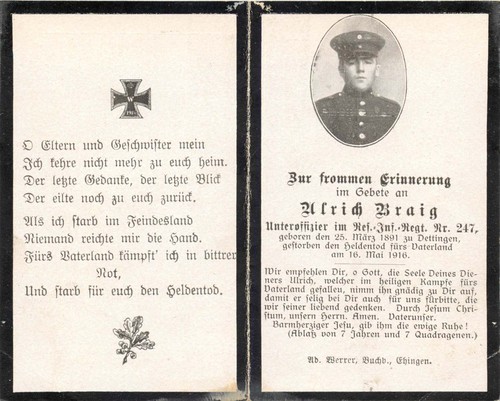 W
1914
O Eltern und Geschwister mein
Ich kehre nicht mehr zu euch heim.
Der letzte Gedanke, der letzte Blick
Der eilte noch zu euch zurück.
Als ich starb im Feindesland
Niemand reichte mir die Hand.
Fürs Vaterland kämpft' ich in bittrer
Not,
Und starb für euch den Heldentod.
Zur frommen Erinnerung
im Gebete an
Ulrich Braig
Unteroffizier im Res.-Inf.-Regt. Nr. 247,
geboren den 25. März 1891 zu Dettingen,
gestorben den Heldentod fürs Vaterland
am 16. Mai 1916.
Wir empfehlen Dir, o Gott, die Seele Deines Die-
ners Ulrich, welcher im heiligen Kampfe fürs
Vaterland gefallen, nimm ihn gnädig zu Dir auf,
damit er selig bei Dir auch für uns fürbitte, die
wir seiner liebend gedenken. Durch Jesum Chri-
stum, unsern Herrn. Amen. Vaterunser.
Barmherziger Jesu, gib ihm die ewige Ruhe!
(Ablaß von 7 Jahren und 7 Quadragenen.)
Ad. Werrer, Buchb., Ehingen.